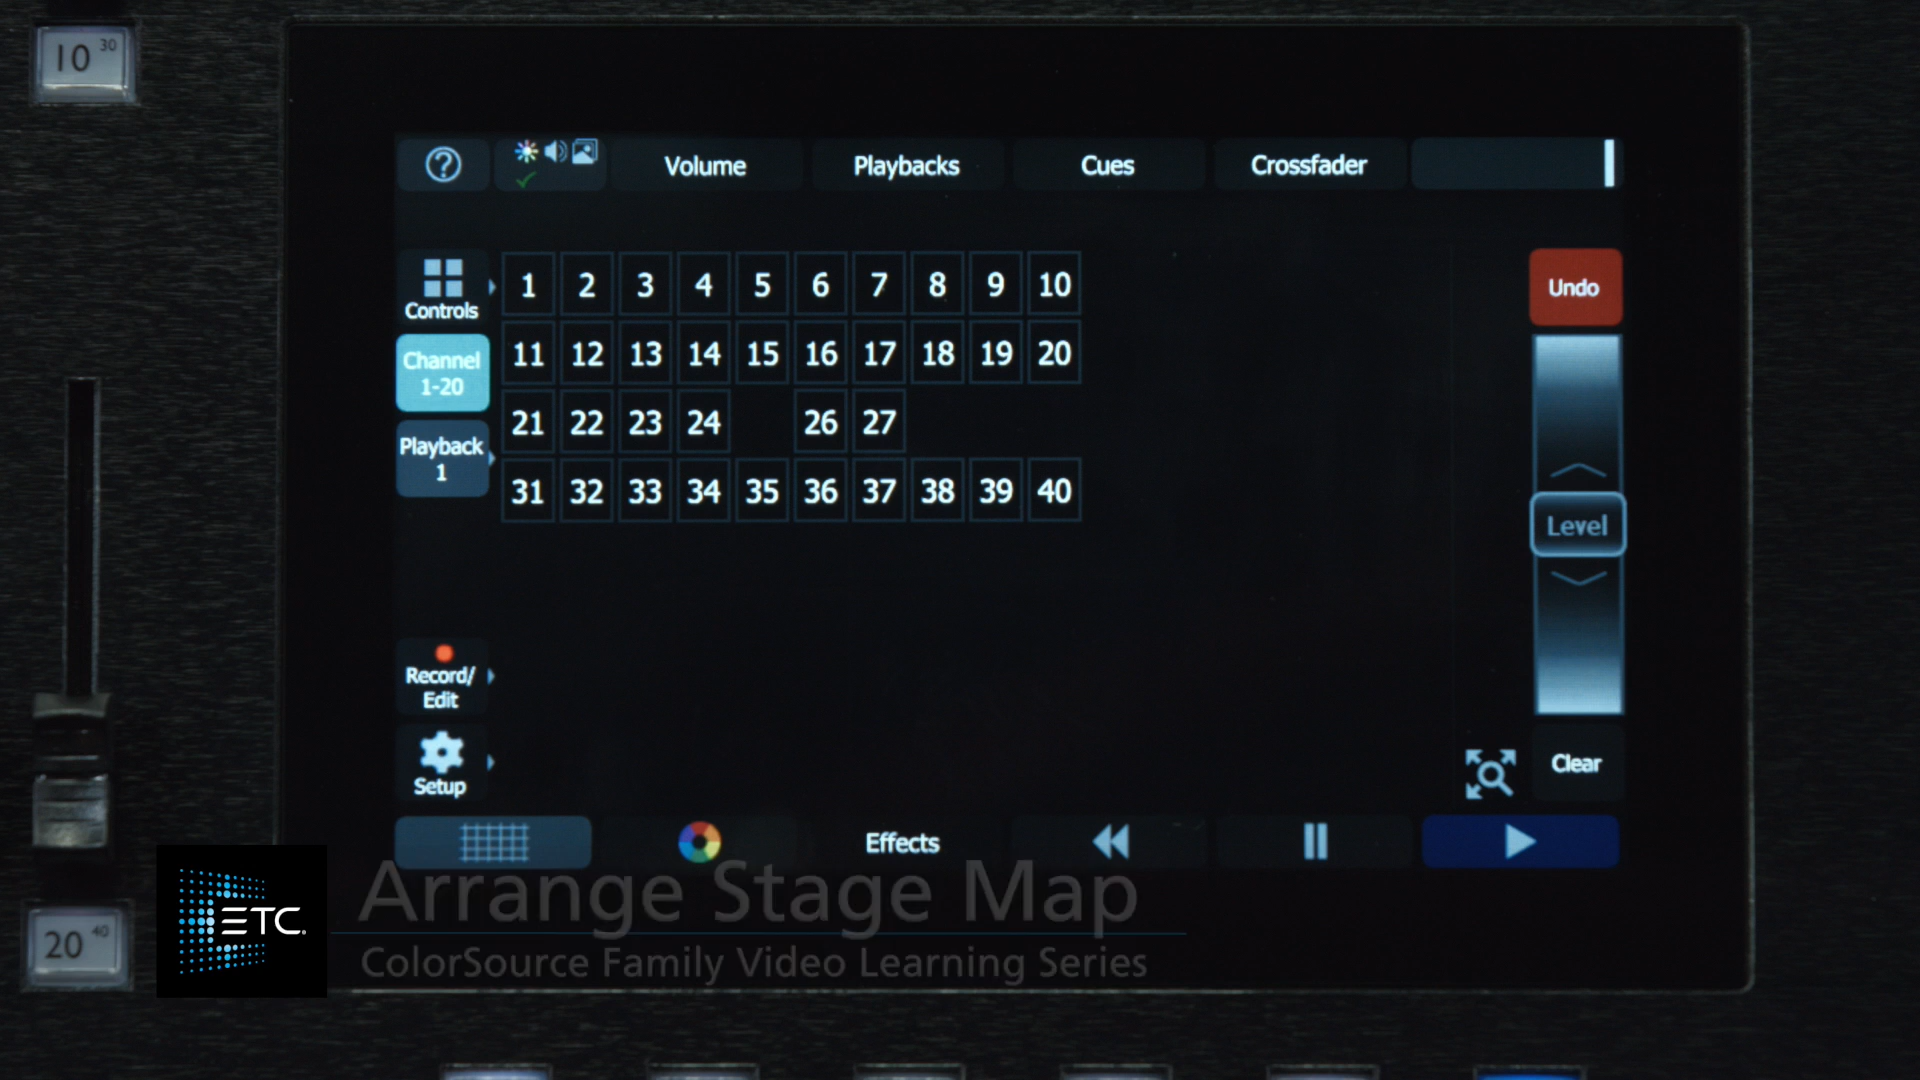 10 30
Volume Playbacks Cues Crossfader
Controls
1 2 3 4 5 6 7 8 9 10
Undo
Channel
1-20
11 12 13 14 15 16 17 18 19 20
Playback
1
21 22 23 24 26 27
31 32 33 34 35 36 37 38 39 40
Level
Record/
Edit
Setup
Clear
Effects
Arrange Stage Map
ETC.
ColorSource Family Video Learning Series
20 40